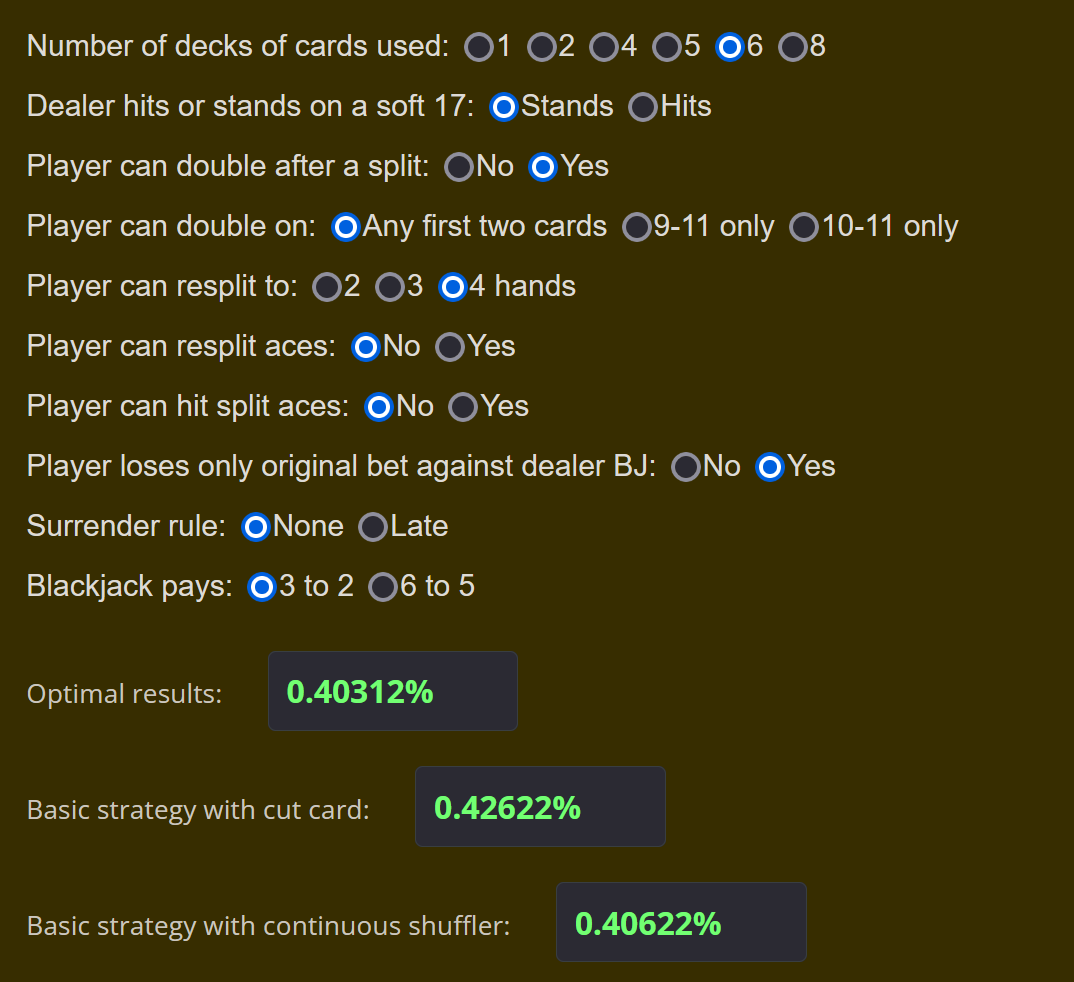 Number of decks of cards used: 1 2 4 5 6 8
Dealer hits or stands on a soft 17: Stands Hits
Player can double after a split: No Yes
Player can double on: Any first two cards 9-11 only 10-11 only
Player can resplit to: 2 3 4 hands
Player can resplit aces: No Yes
Player can hit split aces: No Yes
Player loses only original bet against dealer BJ: No Yes
Surrender rule: None Late
Blackjack pays: 3 to 2 6 to 5
Optimal results: 0.40312%
Basic strategy with cut card: 0.42622%
Basic strategy with continuous shuffler: 0.40622%